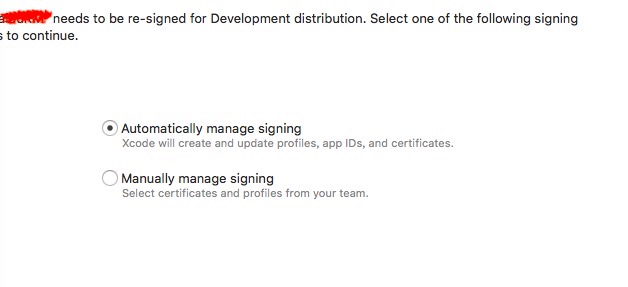 needs to be re-signed for Development distribution. Select one of the following signing
s to continue.
Automatically manage signing
Xcode will create and update profiles, app IDs, and certificates.
Manually manage signing
Select certificates and profiles from your team.